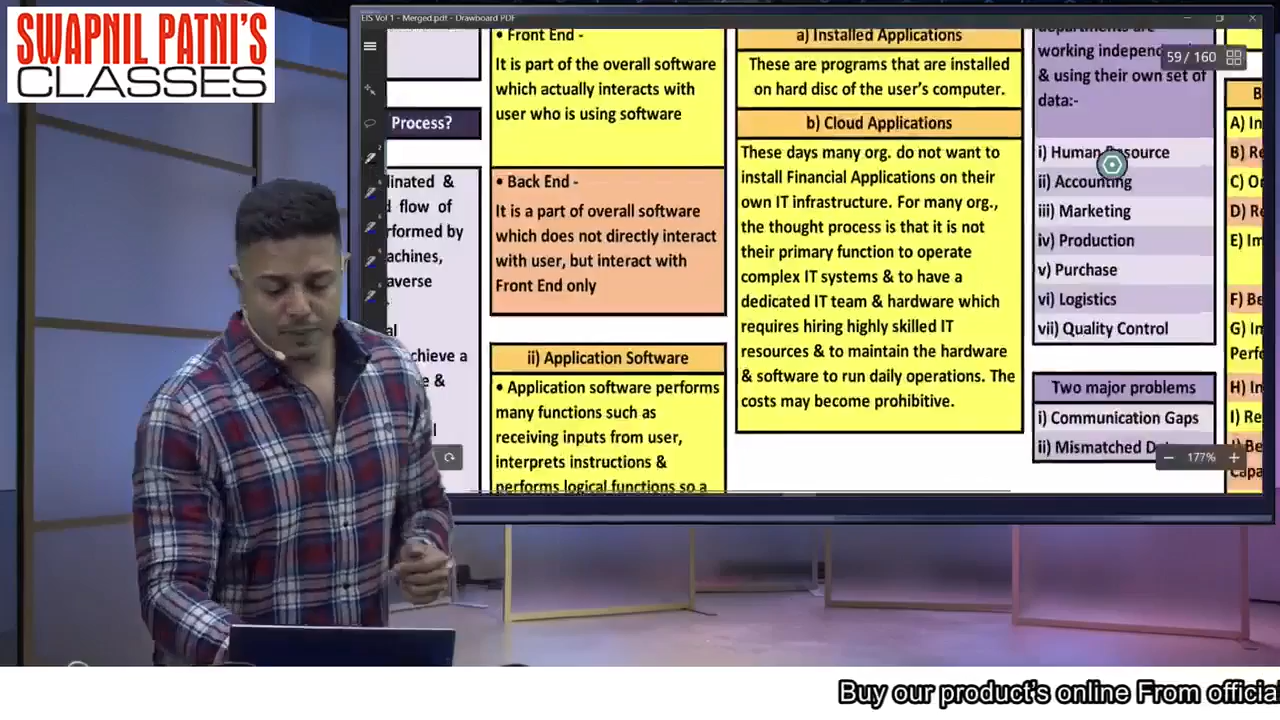 SWAPNIL PATNI'S
CLASSES
EIS Vol 1 - Merged.pdf - Drawboard PDF
59 / 160
Process?
& 
flow of
by
• Front End -
It is part of the overall software
which actually interacts with
user who is using software
• Back End -
It is a part of overall software
which does not directly interact
with user, but interact with
Front End only
ii) Application Software
• Application software performs
many functions such as
receiving inputs from user,
interprets instructions &
performs logical functions so a
a) Installed Applications
These are programs that are installed
on hard disc of the user's computer.
b) Cloud Applications
These days many org. do not want to
install Financial Applications on their
own IT infrastructure. For many org.,
the thought process is that it is not
their primary function to operate
complex IT systems & to have a
dedicated IT team & hardware which
requires hiring highly skilled IT
resources & to maintain the hardware
& software to run daily operations. The
costs may become prohibitive.
working
& using their own set of
data:-
i) Human Resource
ii) Accounting
iii) Marketing
iv) Production
v) Purchase
vi) Logistics
vii) Quality Control
Two major problems
i) Communication Gaps
ii) Mismatched
A)
B)
C)
D)
E)
F)
G)
H)
I)
177%
Buy our product's online From